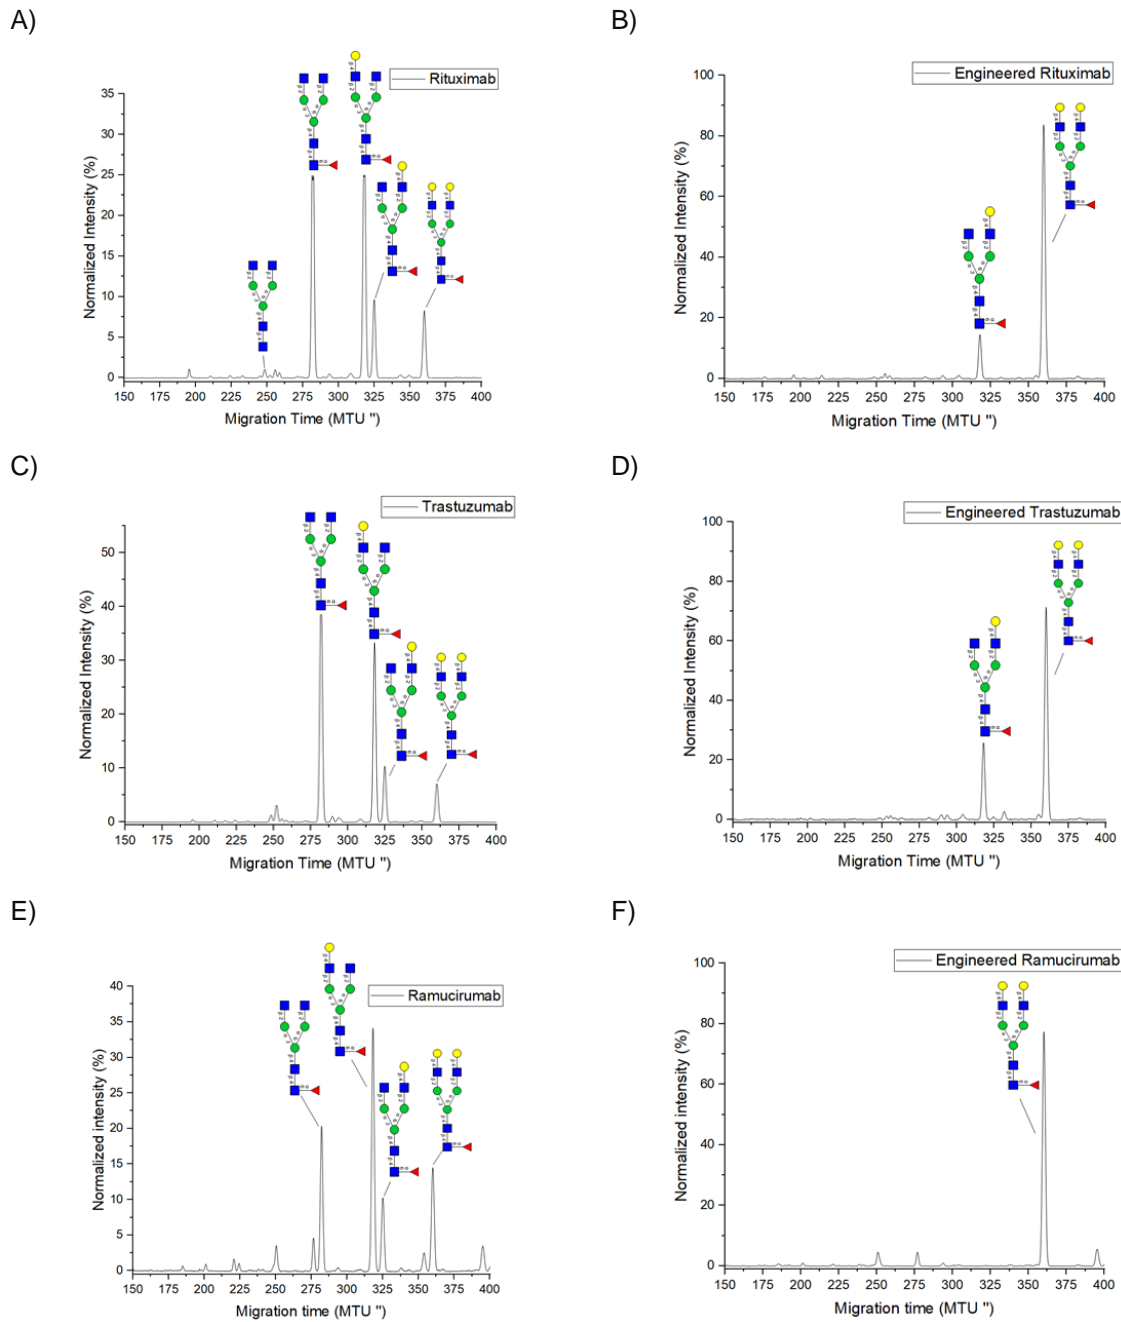 A)
Rituximab
Normalized Intensity (%)
35
30
25
20
15
10
5
0
150 175 200 225 250 275 300 325 350 375 400
Migration Time (MTU ")
B)
Engineered Rituximab
Normalized Intensity (%)
100
80
60
40
20
0
150 175 200 225 250 275 300 325 350 375 400
Migration Time (MTU ")
C)
Trastuzumab
Normalized Intensity (%)
50
40
30
20
10
0
150 175 200 225 250 275 300 325 350 375 400
Migration Time (MTU ")
D)
Engineered Trastuzumab
Normalized Intensity (%)
100
80
60
40
20
0
150 175 200 225 250 275 300 325 350 375 400
Migration Time (MTU ")
E)
Ramucirumab
Normalized intensity (%)
40
35
30
25
20
15
10
5
0
150 175 200 225 250 275 300 325 350 375 400
Migration time (MTU ")
F)
Engineered Ramucirumab
Normalized intensity (%)
100
80
60
40
20
0
150 175 200 225 250 275 300 325 350 375 400
Migration time (MTU ")